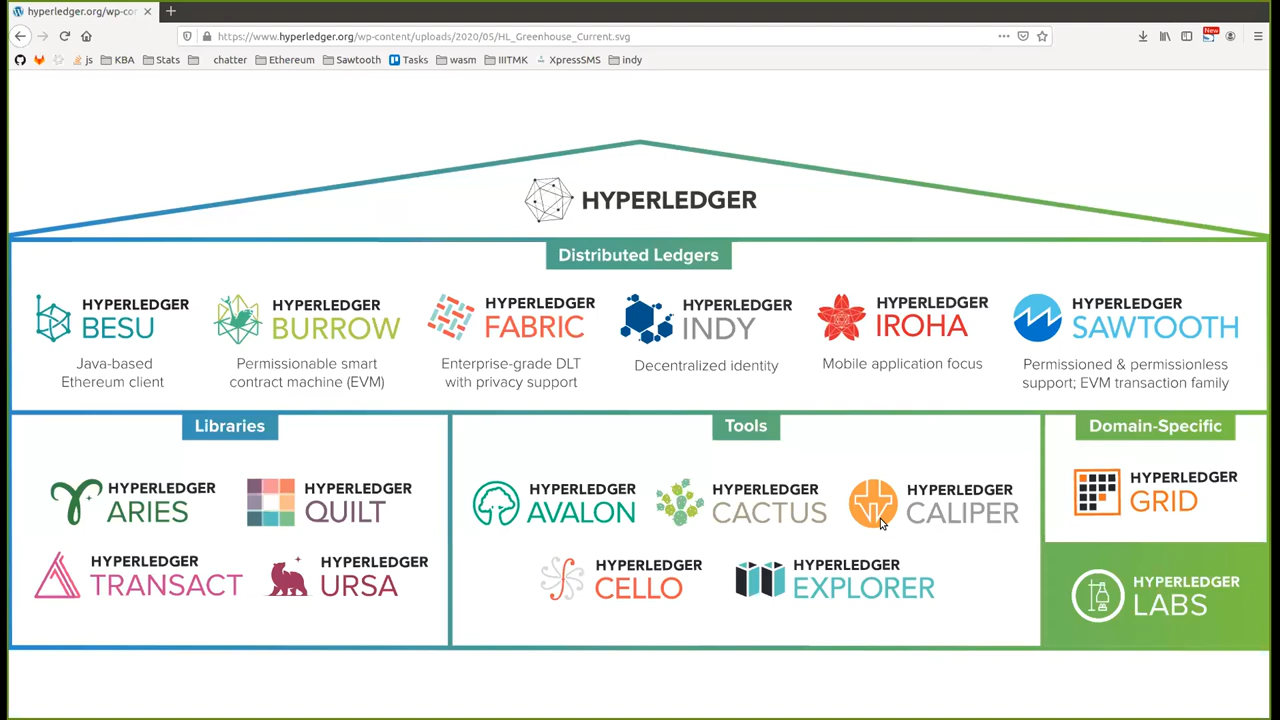 hyperledger.org/wp-cor
https://www.hyperledger.org/wp-content/uploads/2020/05/HL_Greenhouse_Current.svg
New
js KBA Stats chatter Ethereum Sawtooth Tasks wasm IIITMK XpressSMS indy
HYPERLEDGER
Distributed Ledgers
HYPERLEDGER
BESU
Java-based
Ethereum client
HYPERLEDGER
BURROW
Permissionable smart
contract machine (EVM)
HYPERLEDGER
FABRIC
Enterprise-grade DLT
with privacy support
HYPERLEDGER
INDY
Decentralized identity
HYPERLEDGER
IROHA
Mobile application focus
HYPERLEDGER
SAWTOOTH
Permissioned & permissionless
support; EVM transaction family
Libraries
HYPERLEDGER
ARIES
HYPERLEDGER
QUILT
HYPERLEDGER
TRANSACT
HYPERLEDGER
URSA
Tools
HYPERLEDGER
AVALON
HYPERLEDGER
CACTUS
HYPERLEDGER
CALIPER
HYPERLEDGER
CELLO
HYPERLEDGER
EXPLORER
Domain-Specific
HYPERLEDGER
GRID
HYPERLEDGER
LABS